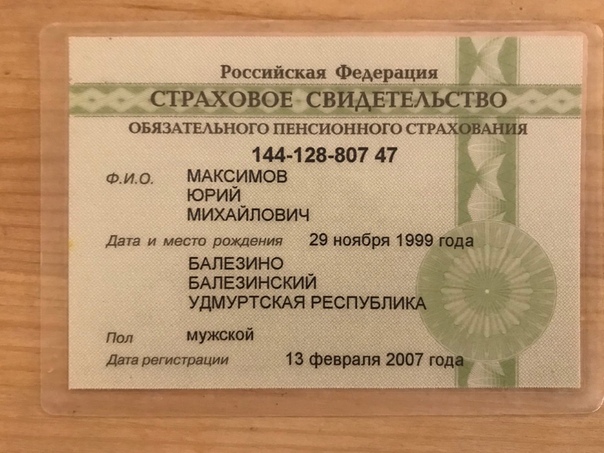 Российская Федерация
СТРАХОВОЕ СВИДЕТЕЛЬСТВО
ОБЯЗАТЕЛЬНОГО ПЕНСИОННОГО СТРАХОВАНИЯ
144-128-807 47
Ф.И.О. МАКСИМОВ
ЮРИЙ
МИХАЙЛОВИЧ
Дата и место рождения 29 ноября 1999 года
БАЛЕЗИНО
БАЛЕЗИНСКИЙ
УДМУРТСКАЯ РЕСПУБЛИКА
Пол мужской
Дата регистрации 13 февраля 2007 года